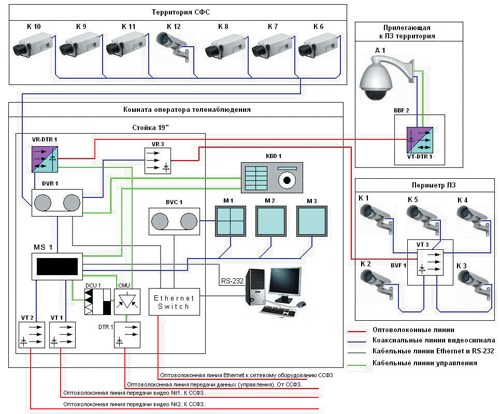 Территория СФС
К 10
К 9
К 11
К 12
К 8
К 7
К 6
Прилегающая
к ЛЗ территория
А 1
BBF 2
VT-DTR 1
Комната оператора теленаблюдения
Стойка 19"
VR-DTR 1
VR 3
DVR 1
KBD 1
BVC 1
М 1
М 2
М 3
MS 1
RS-232
DCU 1
CMU
Ethernet
Switch
VT 2
VT 1
DTR 1
Периметр ЛЗ
К 1
К 5
К 4
VT 3
К 2
BVF 1
К 3
Оптоволоконные линии
Коаксиальные линии видеосигнала
Кабельные линии Ethernet и RS-232
Кабельные линии управления
Оптоволоконная линия Ethernet к сетевому оборудованию ССФЗ
Оптоволоконная линия передачи данных (управления). От ССФЗ.
Оптоволоконная линия передачи видео №1. К ССФЗ.
Оптоволоконная линия передачи видео №2. К ССФЗ.